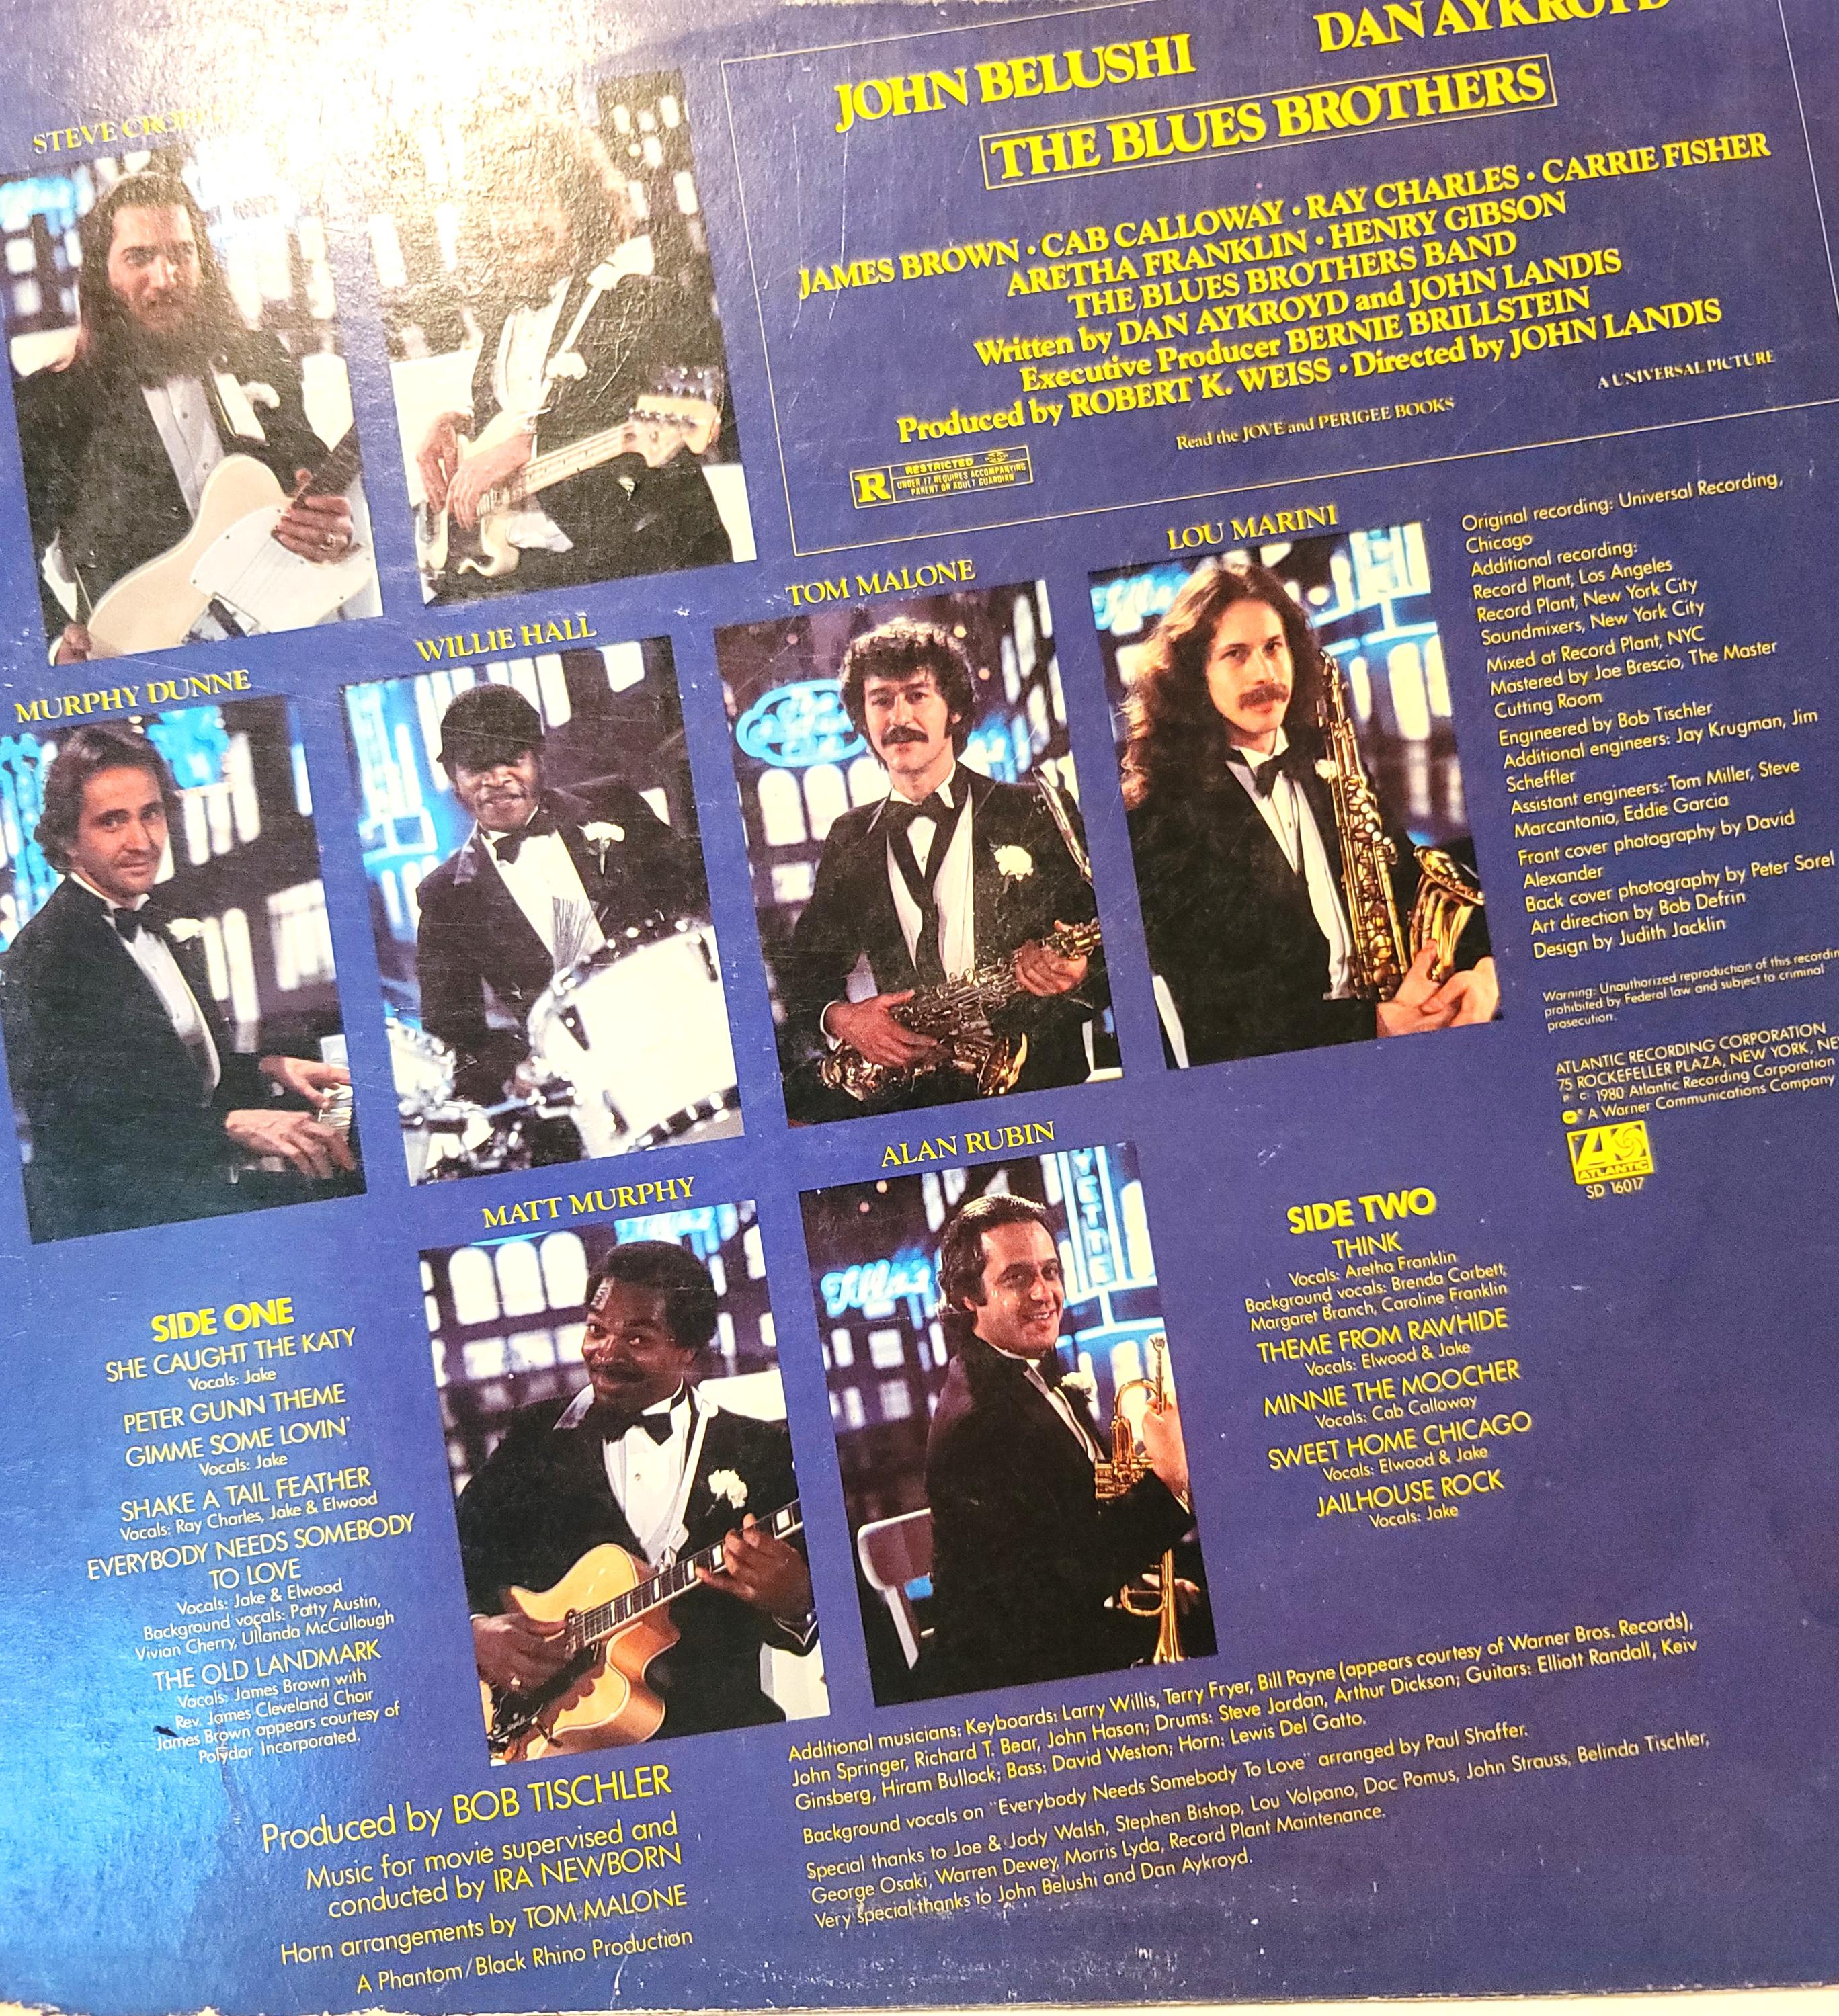 JOHN BELUSHI
DAN AYKROYD
THE BLUES BROTHERS
JAMES BROWN • CAB CALLOWAY • RAY CHARLES • CARRIE FISHER
ARETHA FRANKLIN • HENRY GIBSON
THE BLUES BROTHERS BAND
Written by DAN AYKROYD and JOHN LANDIS
Executive Producer BERNIE BRILLSTEIN
Produced by ROBERT K. WEISS • Directed by JOHN LANDIS
Read the JOVE and PERIGEE BOOKS
A UNIVERSAL PICTURE
R
RESTRICTED
UNDER 17 REQUIRES ACCOMPANYING
PARENT OR ADULT GUARDIAN
STEVE
MURPHY DUNNE
WILLIE HALL
TOM MALONE
LOU MARINI
MATT MURPHY
ALAN RUBIN
Original recording: Universal Recording,
Chicago
Additional recording:
Record Plant, Los Angeles
Record Plant, New York City
Soundmixers, New York City
Mixed at Record Plant, NYC
Mastered by Joe Brescio, The Master
Cutting Room
Engineered by Bob Tischler
Additional engineers: Jay Krugman, Jim
Scheffler
Assistant engineers: Tom Miller, Steve
Marcantonio, Eddie Garcia
Front cover photography by David
Alexander
Back cover photography by Peter Sorel
Art direction by Bob Defrin
Design by Judith Jacklin
Warning: Unauthorized reproduction of this recordin
prohibited by Federal law and subject to criminal
prosecution.
ATLANTIC RECORDING CORPORATION
75 ROCKEFELLER PLAZA, NEW YORK, NE
℗ © 1980 Atlantic Recording Corporation
A Warner Communications Company
ATLANTIC
SD 16017
SIDE ONE
SHE CAUGHT THE KATY
Vocals: Jake
PETER GUNN THEME
GIMME SOME LOVIN'
Vocals: Jake
SHAKE A TAIL FEATHER
Vocals: Ray Charles, Jake & Elwood
EVERYBODY NEEDS SOMEBODY
TO LOVE
Vocals: Jake & Elwood
Background vocals: Patty Austin,
Vivian Cherry, Ullanda McCullough
THE OLD LANDMARK
Vocals: James Brown with
Rev. James Cleveland Choir
James Brown appears courtesy of
Polydor Incorporated.
SIDE TWO
THINK
Vocals: Aretha Franklin
Background vocals: Brenda Corbett,
Margaret Branch, Caroline Franklin
THEME FROM RAWHIDE
Vocals: Elwood & Jake
MINNIE THE MOOCHER
Vocals: Cab Calloway
SWEET HOME CHICAGO
Vocals: Elwood & Jake
JAILHOUSE ROCK
Vocals: Jake
Produced by BOB TISCHLER
Music for movie supervised and
conducted by IRA NEWBORN
Horn arrangements by TOM MALONE
A Phantom/Black Rhino Production
Additional musicians: Keyboards: Larry Willis, Terry Fryer, Bill Payne (appears courtesy of Warner Bros. Records),
John Springer, Richard T. Bear, John Hason; Drums: Steve Jordan, Arthur Dickson; Guitars: Elliott Randall, Keiv
Ginsberg, Hiram Bullock; Bass: David Weston; Horn: Lewis Del Gatto.
Background vocals on "Everybody Needs Somebody To Love" arranged by Paul Shaffer.
Special thanks to Joe & Jody Walsh, Stephen Bishop, Lou Volpano, Doc Pomus, John Strauss, Belinda Tischler,
George Osaki, Warren Dewey, Morris Lyda, Record Plant Maintenance.
Very special thanks to John Belushi and Dan Aykroyd.